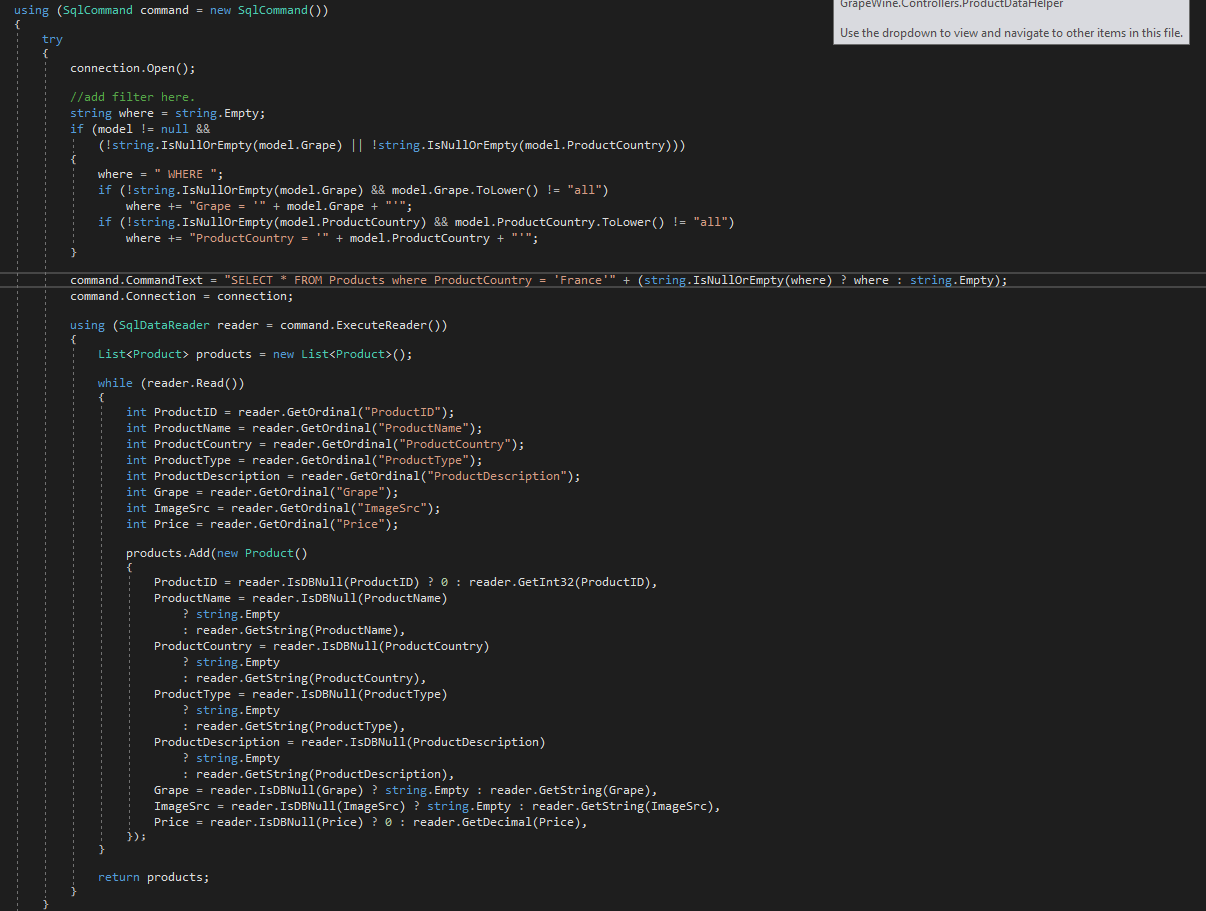 GrapeWine.Controllers.ProductDataHelper
Use the dropdown to view and navigate to other items in this file.
using (SqlCommand command = new SqlCommand())
{
try
{
connection.Open();
//add filter here.
string where = string.Empty;
if (model != null &&
(!string.IsNullOrEmpty(model.Grape) || !string.IsNullOrEmpty(model.ProductCountry)))
{
where = " WHERE ";
if (!string.IsNullOrEmpty(model.Grape) && model.Grape.ToLower() != "all")
where += "Grape = '" + model.Grape + "'";
if (!string.IsNullOrEmpty(model.ProductCountry) && model.ProductCountry.ToLower() != "all")
where += "ProductCountry = '" + model.ProductCountry + "'";
}
command.CommandText = "SELECT * FROM Products where ProductCountry = 'France'" + (string.IsNullOrEmpty(where) ? where : string.Empty);
command.Connection = connection;
using (SqlDataReader reader = command.ExecuteReader())
{
List<Product> products = new List<Product>();
while (reader.Read())
{
int ProductID = reader.GetOrdinal("ProductID");
int ProductName = reader.GetOrdinal("ProductName");
int ProductCountry = reader.GetOrdinal("ProductCountry");
int ProductType = reader.GetOrdinal("ProductType");
int ProductDescription = reader.GetOrdinal("ProductDescription");
int Grape = reader.GetOrdinal("Grape");
int ImageSrc = reader.GetOrdinal("ImageSrc");
int Price = reader.GetOrdinal("Price");
products.Add(new Product()
{
ProductID = reader.IsDBNull(ProductID) ? 0 : reader.GetInt32(ProductID),
ProductName = reader.IsDBNull(ProductName)
? string.Empty
: reader.GetString(ProductName),
ProductCountry = reader.IsDBNull(ProductCountry)
? string.Empty
: reader.GetString(ProductCountry),
ProductType = reader.IsDBNull(ProductType)
? string.Empty
: reader.GetString(ProductType),
ProductDescription = reader.IsDBNull(ProductDescription)
? string.Empty
: reader.GetString(ProductDescription),
Grape = reader.IsDBNull(Grape) ? string.Empty : reader.GetString(Grape),
ImageSrc = reader.IsDBNull(ImageSrc) ? string.Empty : reader.GetString(ImageSrc),
Price = reader.IsDBNull(Price) ? 0 : reader.GetDecimal(Price),
});
}
return products;
}
}